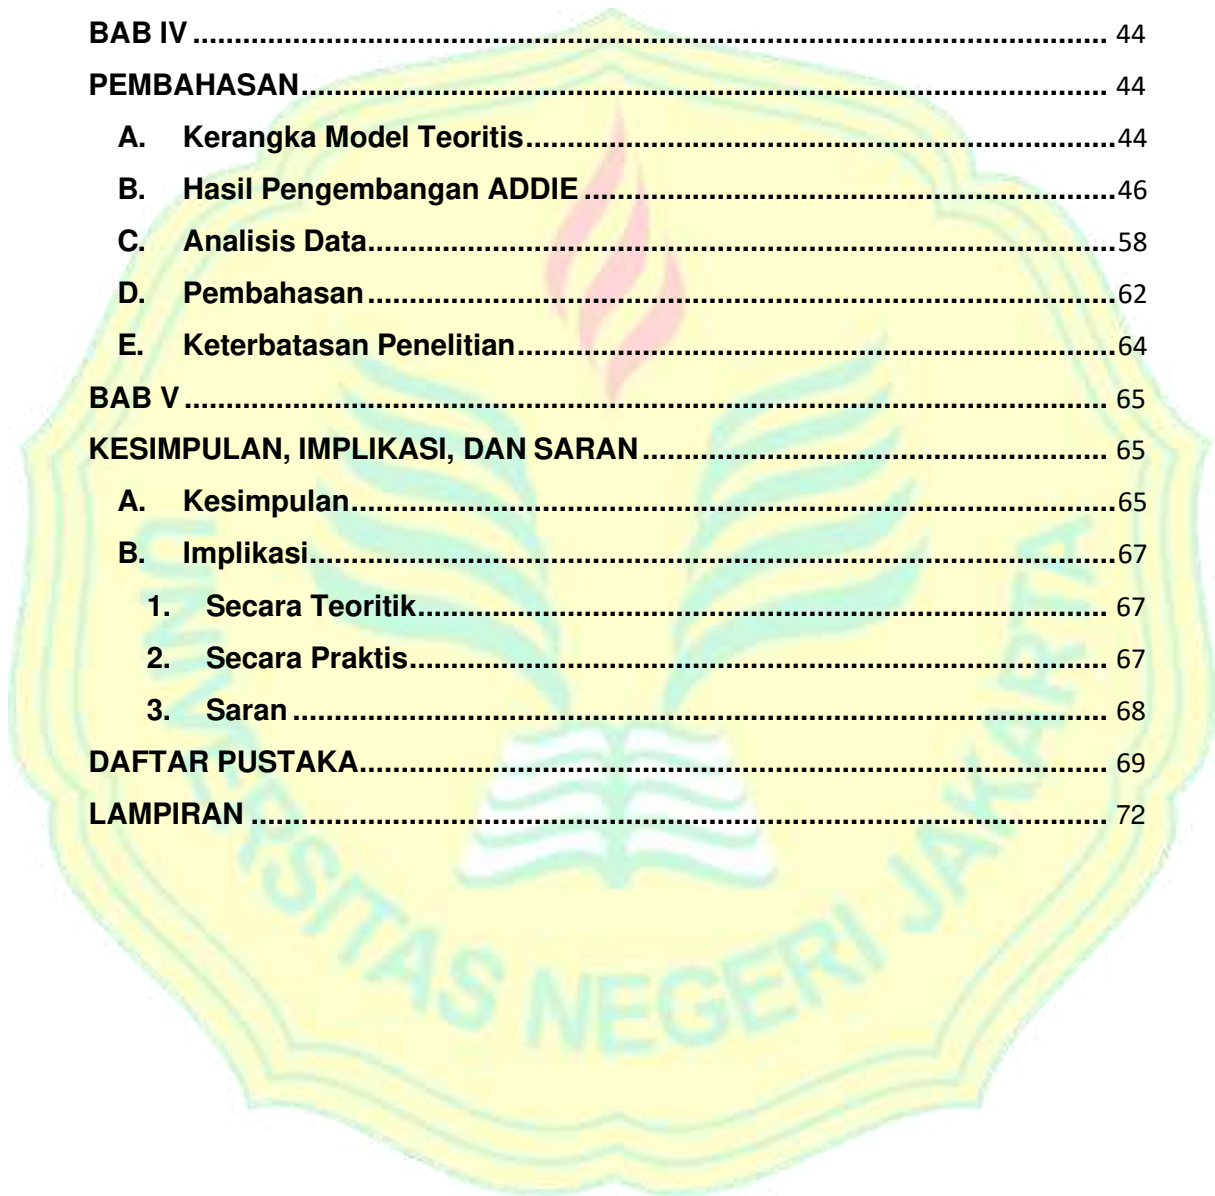 BAB IV ........................................................................................................ 44
PEMBAHASAN ........................................................................................................ 44
A. Kerangka Model Teoritis ........................................................................................................ 44
B. Hasil Pengembangan ADDIE ........................................................................................................ 46
C. Analisis Data ........................................................................................................ 58
D. Pembahasan ........................................................................................................ 62
E. Keterbatasan Penelitian ........................................................................................................ 64
BAB V ........................................................................................................ 65
KESIMPULAN, IMPLIKASI, DAN SARAN ........................................................................................................ 65
A. Kesimpulan ........................................................................................................ 65
B. Implikasi ........................................................................................................ 67
1. Secara Teoritik ........................................................................................................ 67
2. Secara Praktis ........................................................................................................ 67
3. Saran ........................................................................................................ 68
DAFTAR PUSTAKA ........................................................................................................ 69
LAMPIRAN ........................................................................................................ 72
UNIVERSITAS NEGERI JAKARTA